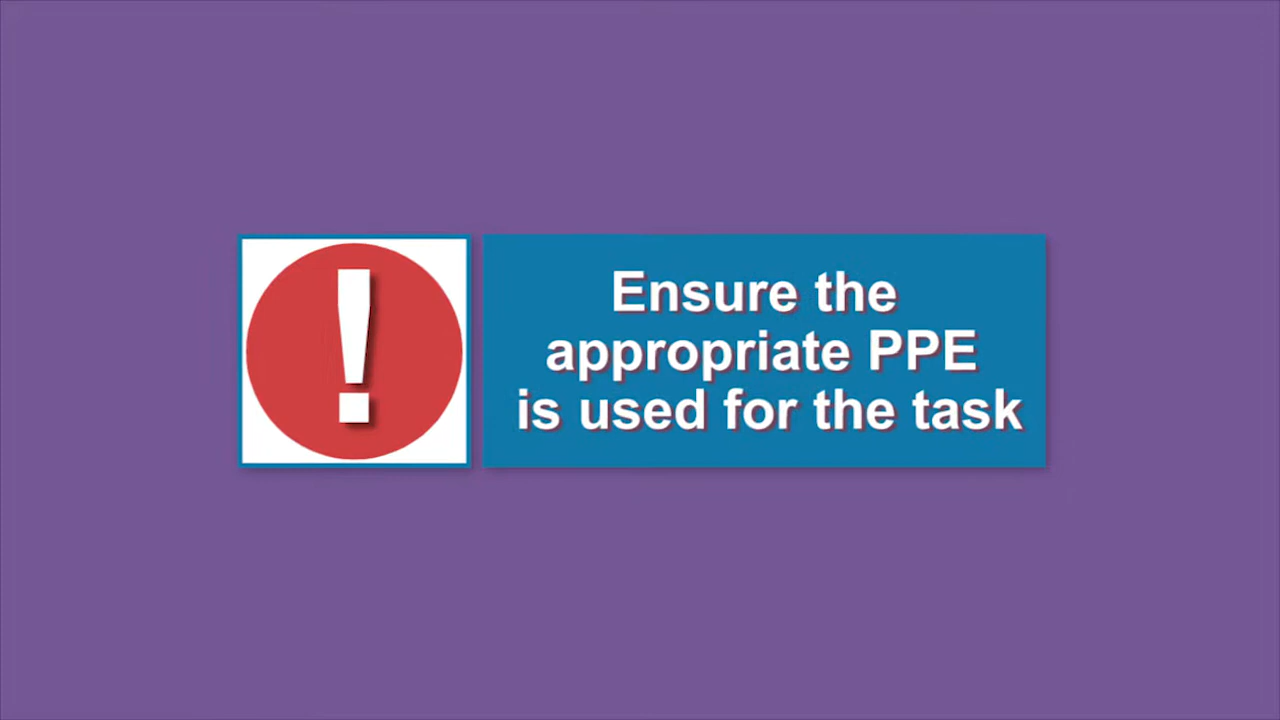 !
Ensure the
appropriate PPE
is used for the task